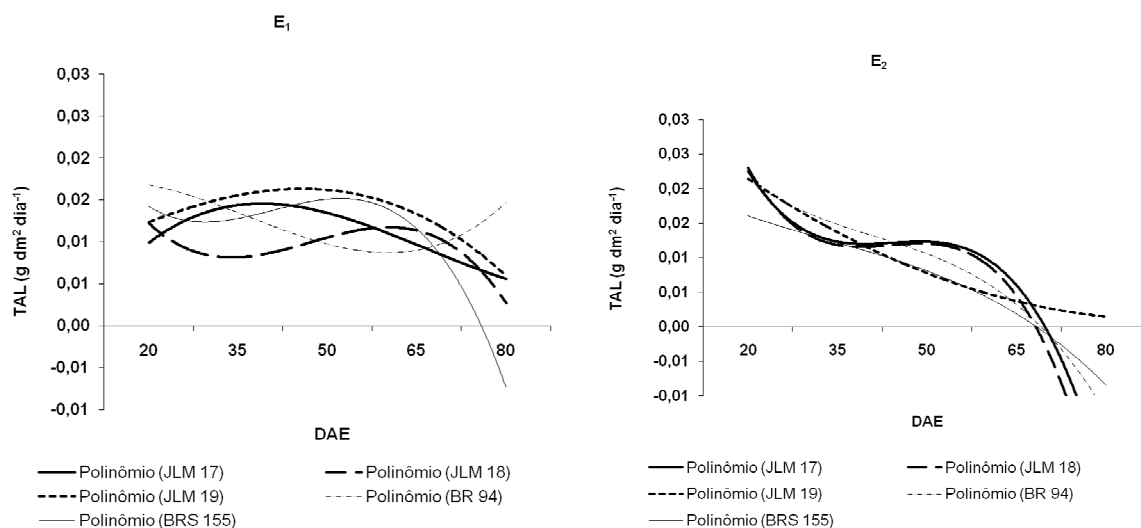 E1
0,03
0,03
0,02
0,02
0,01
0,01
0,00
-0,01
-0,01
TAL (g dm² dia⁻¹)
20 35 50 65 80
DAE
Polinômio (JLM 17) Polinômio (JLM 18)
Polinômio (JLM 19) Polinômio (BR 94)
Polinômio (BRS 155)
E2
0,03
0,03
0,02
0,02
0,01
0,01
0,00
-0,01
-0,01
TAL (g dm² dia⁻¹)
20 35 50 65 80
DAE
Polinômio (JLM 17) Polinômio (JLM 18)
Polinômio (JLM 19) Polinômio (BR 94)
Polinômio (BRS 155)